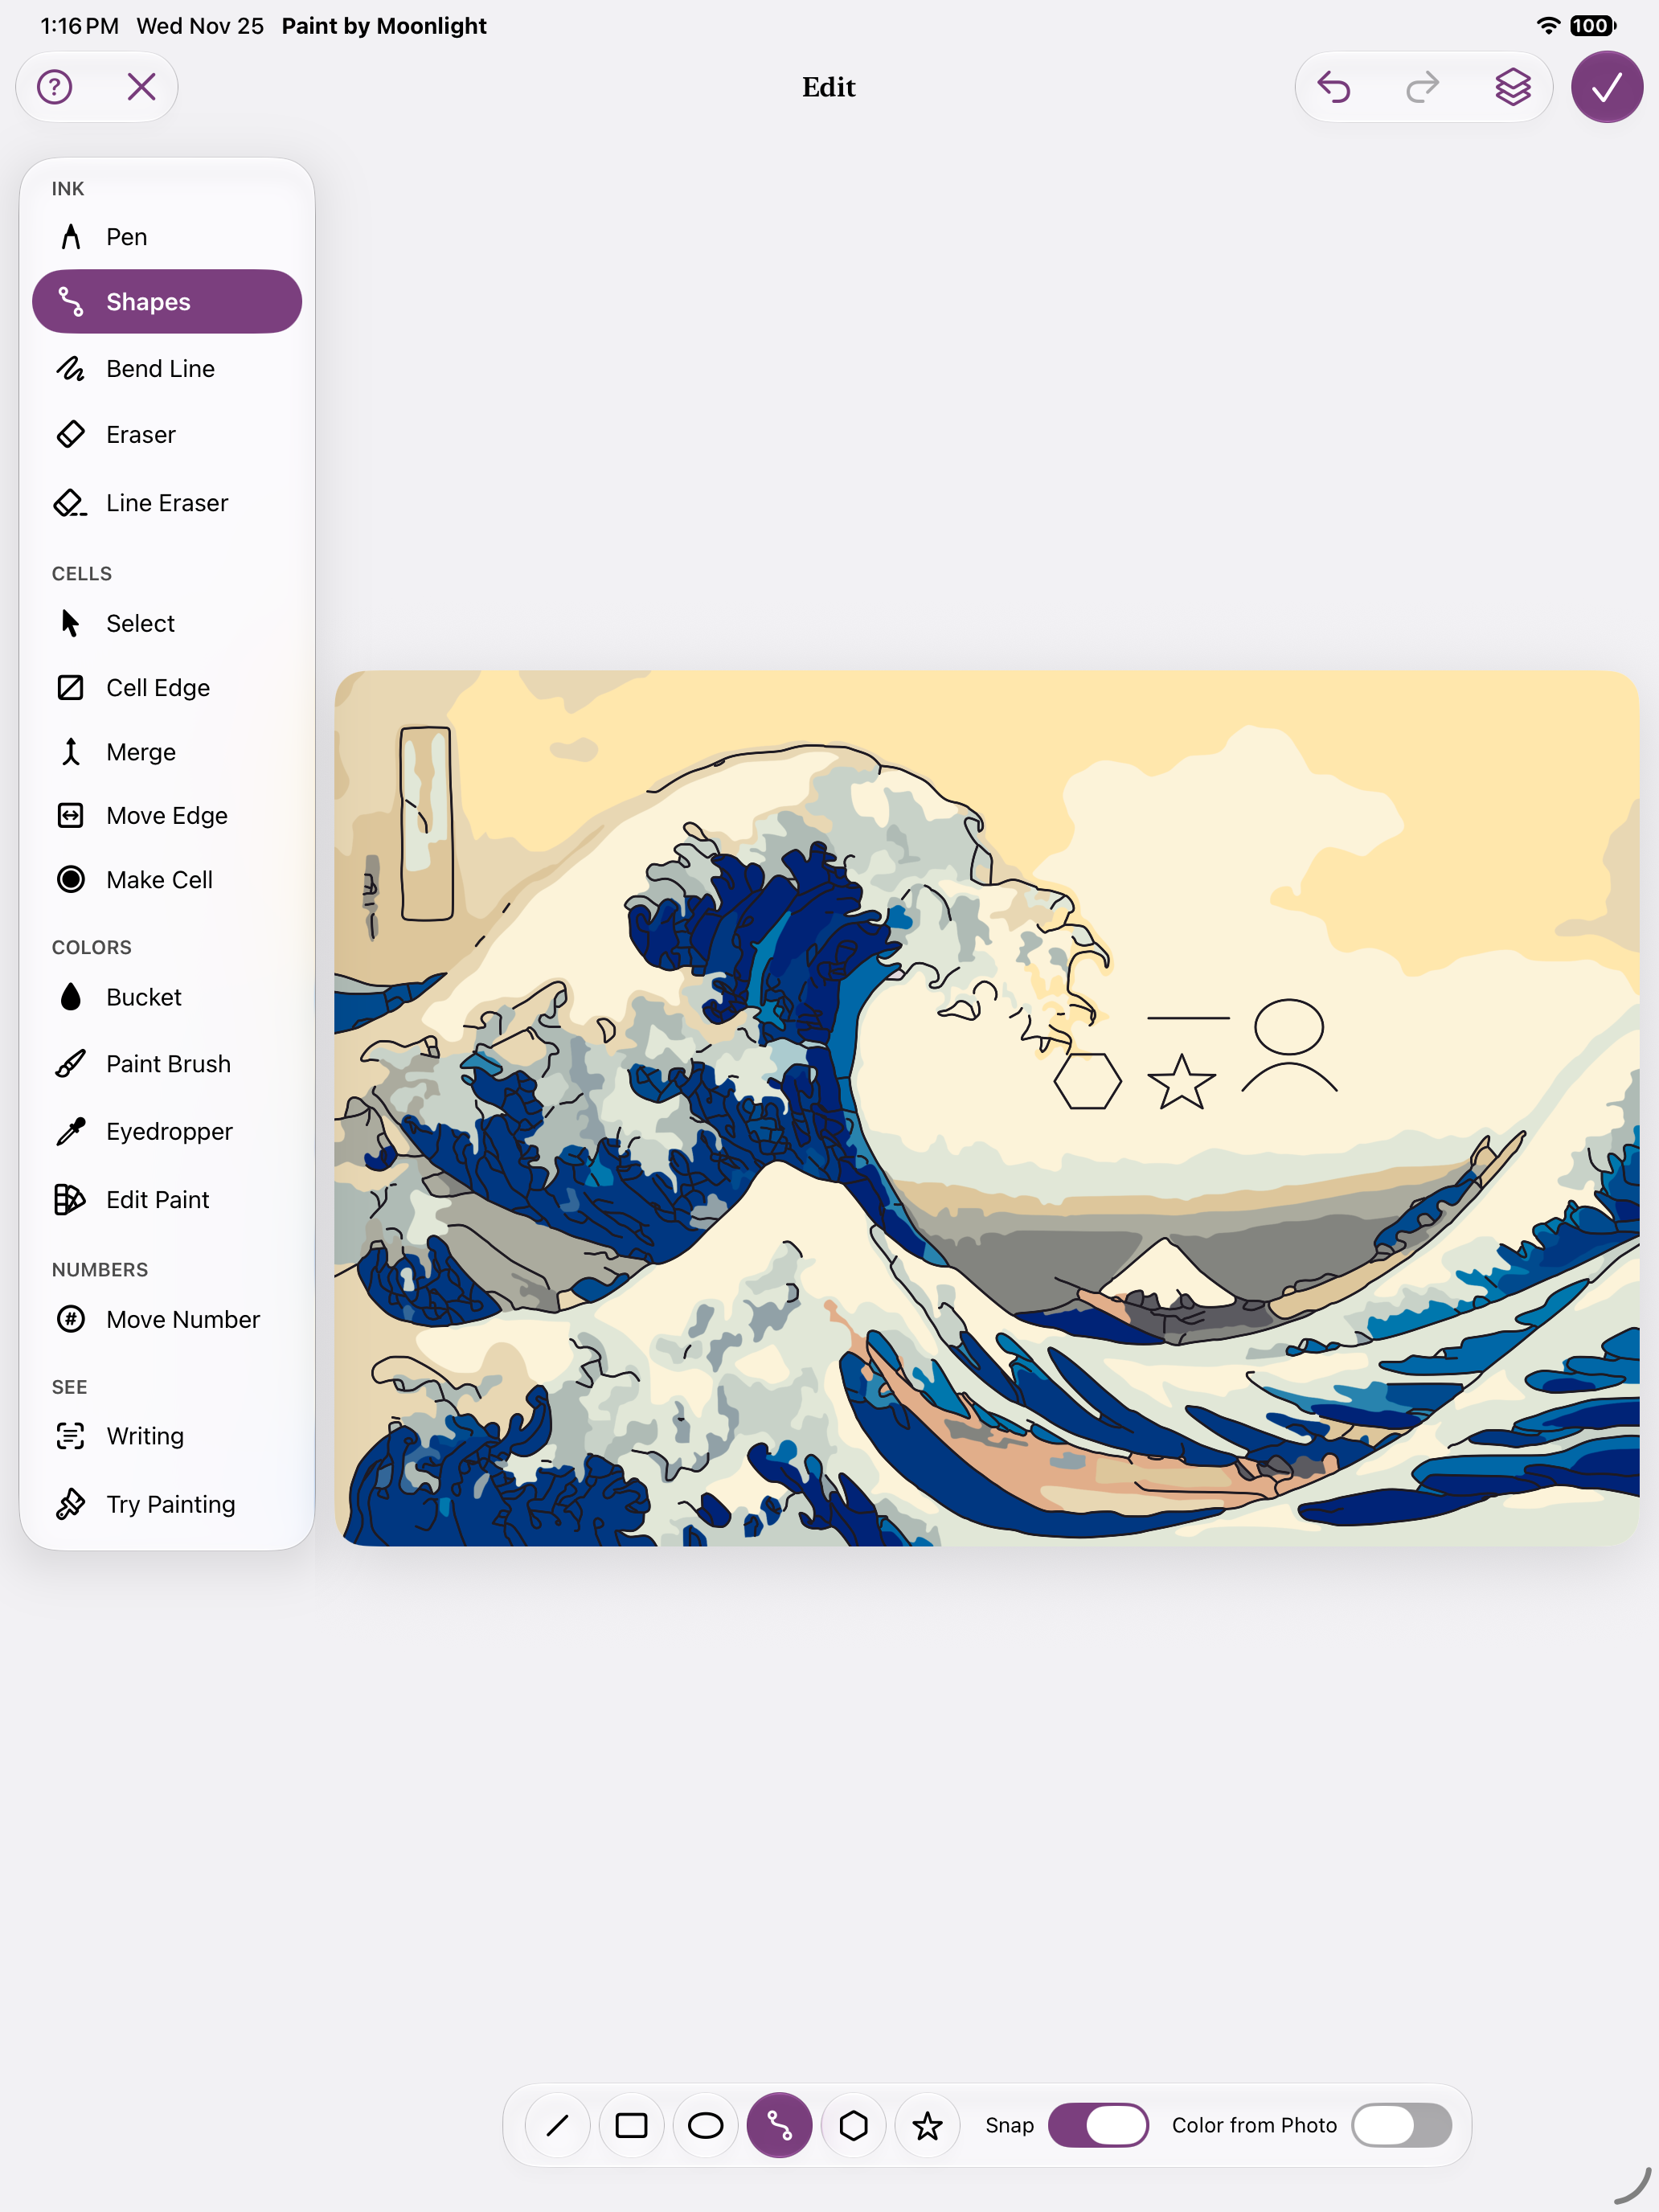 1:16 PM Wed Nov 25 Paint by Moonlight
100
?
Edit
INK
Pen
Shapes
Bend Line
Eraser
Line Eraser
CELLS
Select
Cell Edge
Merge
Move Edge
Make Cell
COLORS
Bucket
Paint Brush
Eyedropper
Edit Paint
NUMBERS
# Move Number
SEE
Writing
Try Painting
Snap
Color from Photo